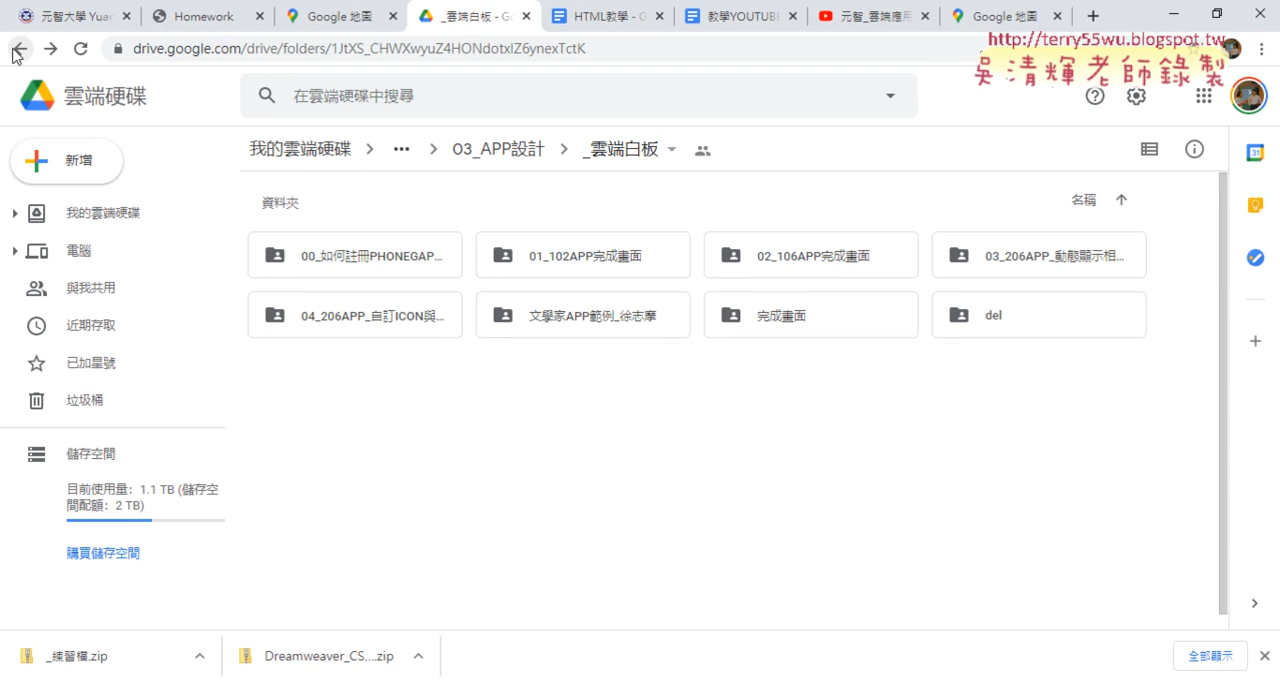 元智大學 Yuan
Homework
Google 地圖
_雲端白板 - Go
HTML教學 - G
教學YOUTUBE
元智_雲端應用
Google 地圖
drive.google.com/drive/folders/1JtXS_CHWXwyuZ4HONdotxlZ6ynexTctK
http://terry55wu.blogspot.tw
吳清輝老師錄製
雲端硬碟
在雲端硬碟中搜尋
新增
我的雲端硬碟
•••
03_APP設計
_雲端白板
資料夾
名稱
我的雲端硬碟
電腦
與我共用
近期存取
已加星號
垃圾桶
儲存空間
目前使用量: 1.1 TB (儲存空
間配額: 2 TB)
購買儲存空間
00_如何註冊PHONEGAP...
01_102APP完成畫面
02_106APP完成畫面
03_206APP_動態顯示相...
04_206APP_自訂ICON與...
文學家APP範例_徐志摩
完成畫面
del
31
_練習檔.zip
Dreamweaver_CS....zip
全部顯示